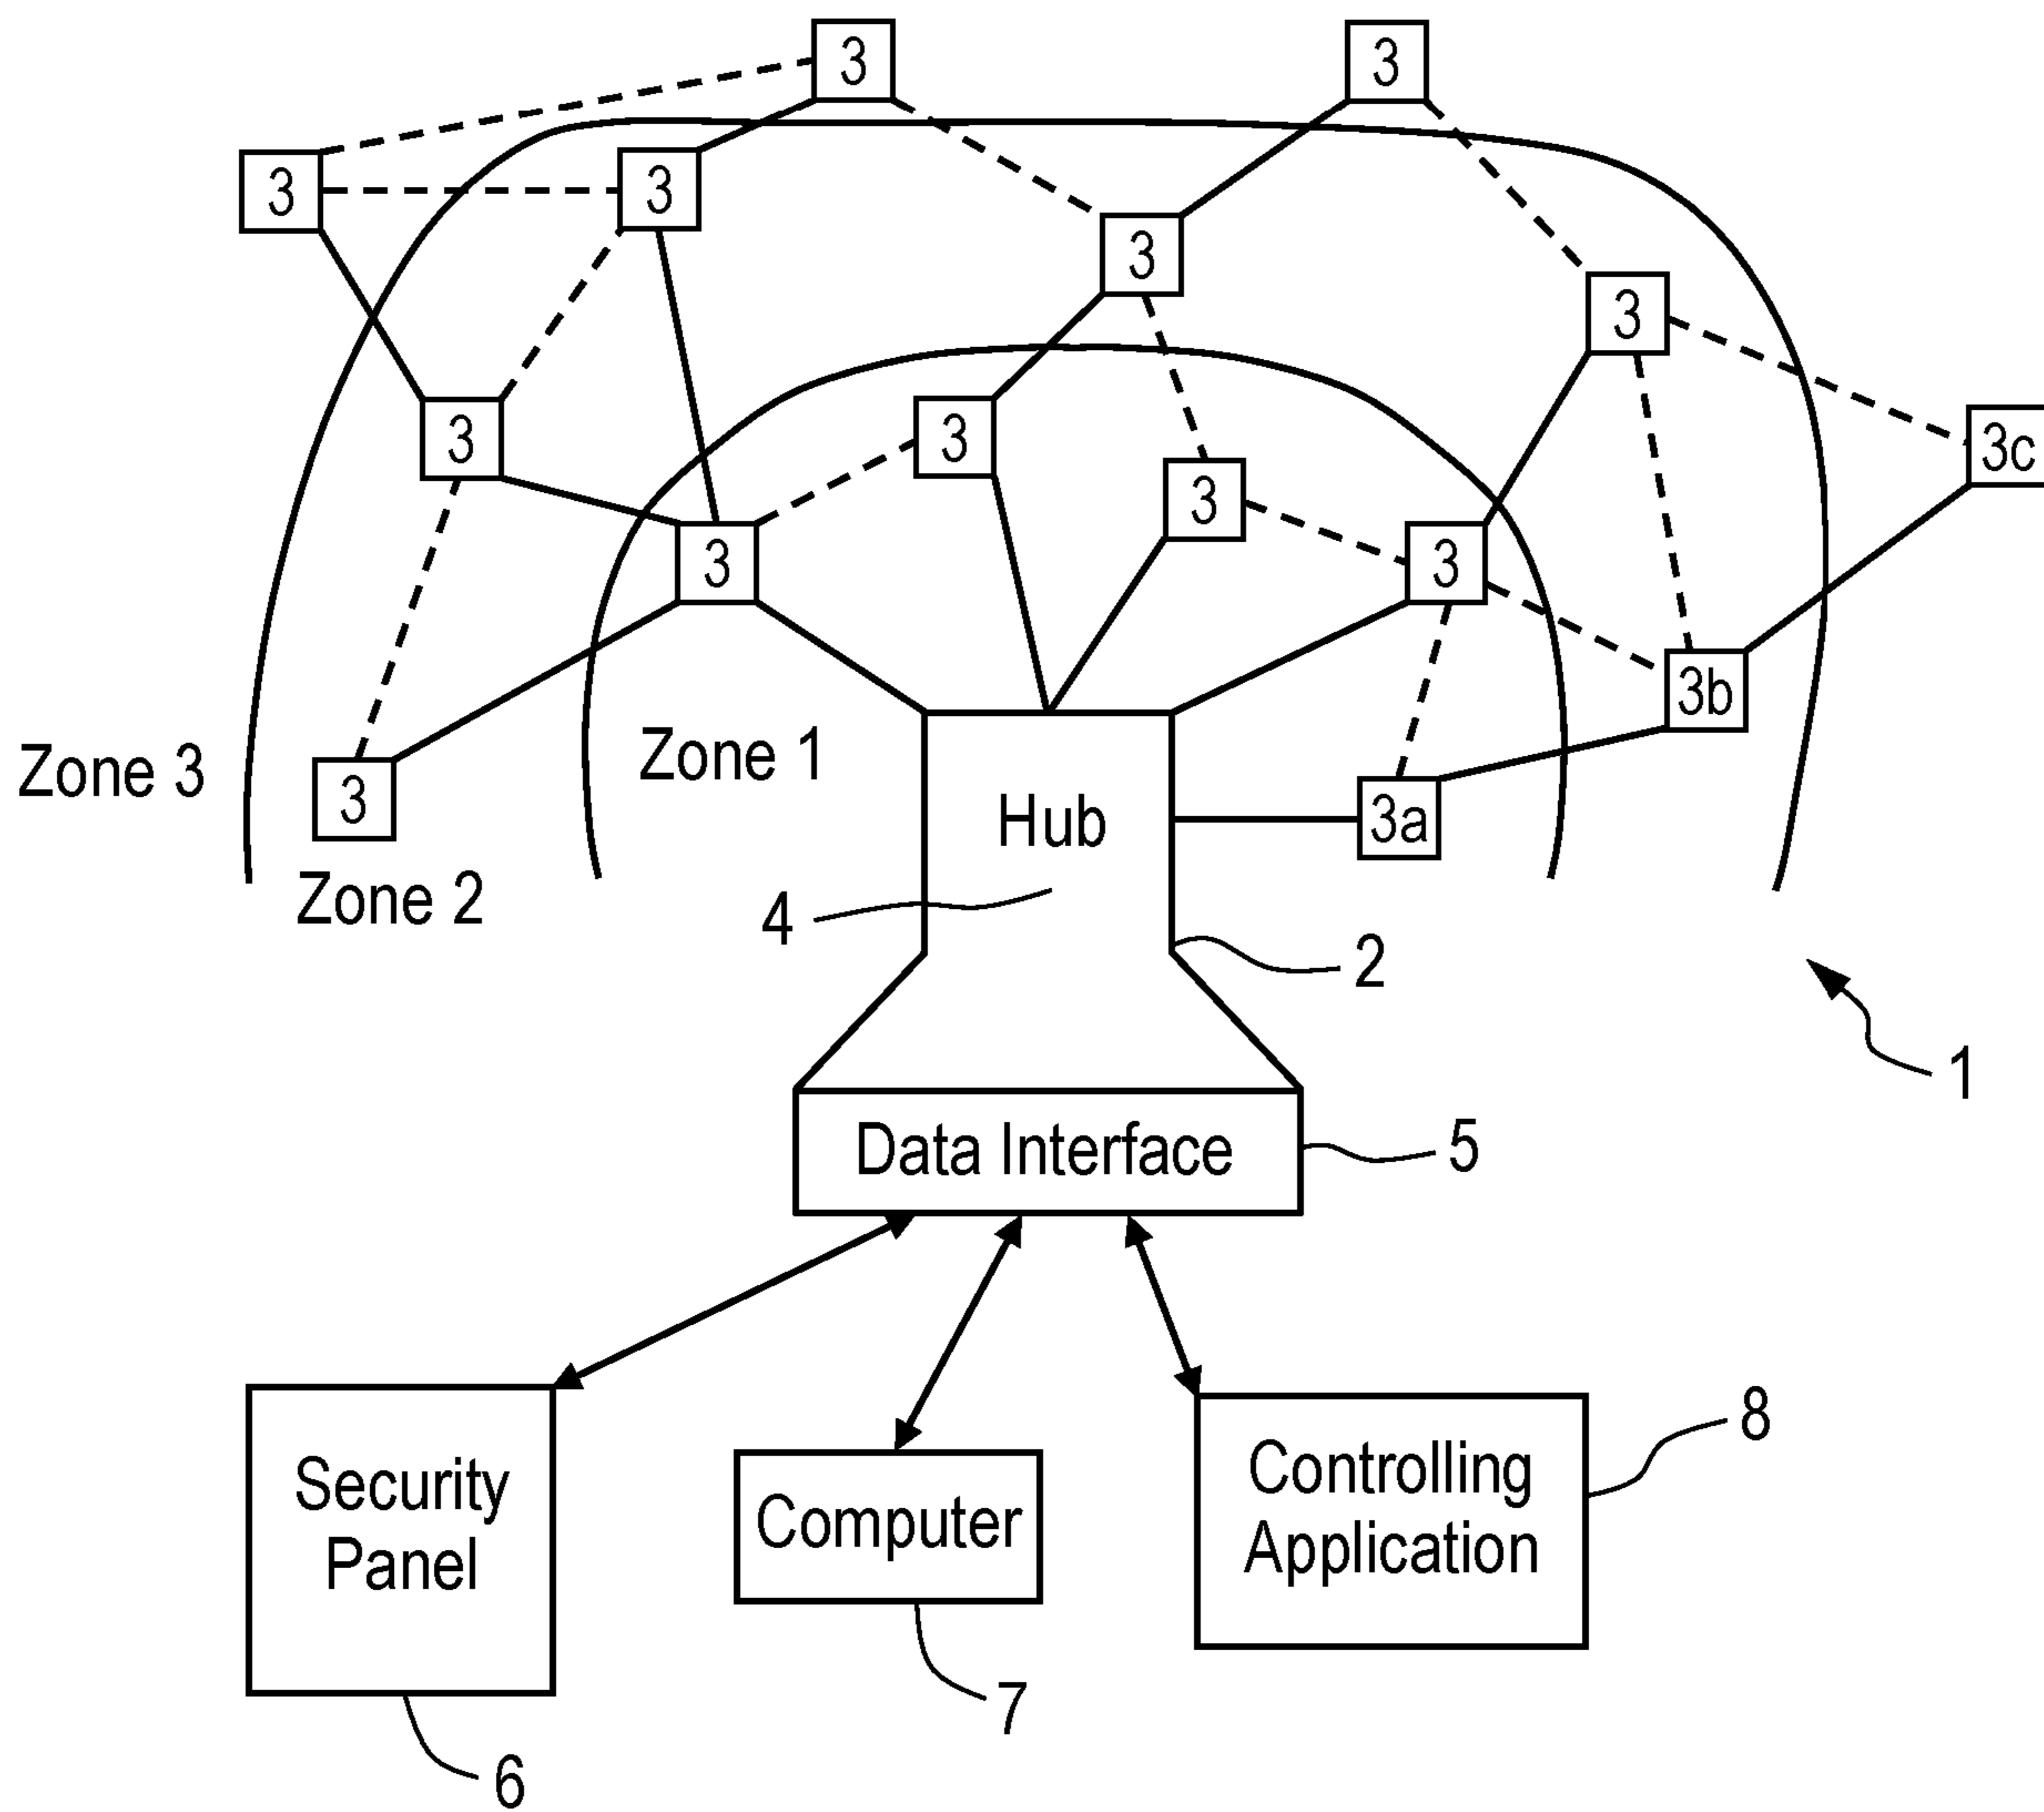 3
3
3
3
3
3
3c
3
3
3
3
3
3b
Zone 3
Zone 1
3
Hub
3a
Zone 2
4
2
1
Data Interface
5
8
Security
Panel
Computer
Controlling
Application
7
6